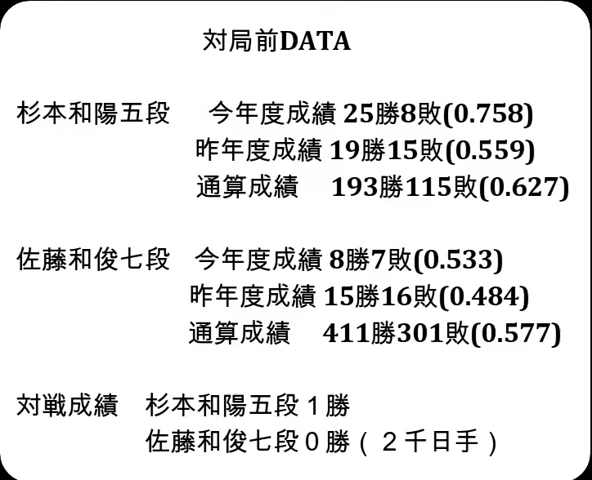 対局前DATA
杉本和陽五段 今年度成績 25勝8敗(0.758)
昨年度成績 19勝15敗(0.559)
通算成績 193勝115敗(0.627)
佐藤和俊七段 今年度成績 8勝7敗(0.533)
昨年度成績 15勝16敗(0.484)
通算成績 411勝301敗(0.577)
対戦成績 杉本和陽五段１勝
佐藤和俊七段０勝（２千日手）